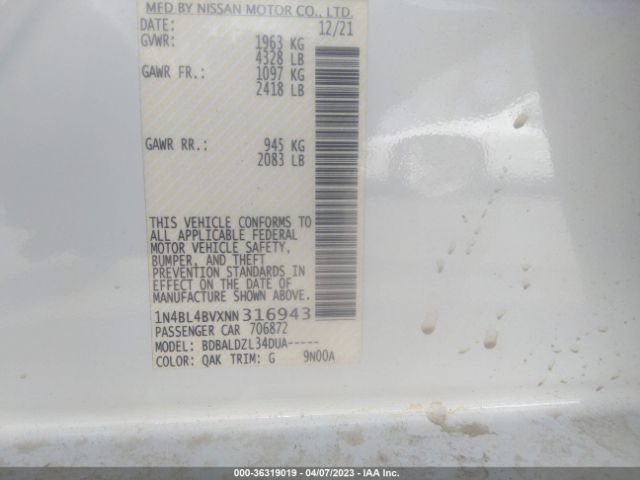 MFD BY NISSAN MOTOR CO., LTD.
DATE: 12/21
GVWR: 1963 KG
4328 LB
GAWR FR.: 1097 KG
2418 LB
GAWR RR.: 945 KG
2083 LB
THIS VEHICLE CONFORMS TO
ALL APPLICABLE FEDERAL
MOTOR VEHICLE SAFETY,
BUMPER, AND THEFT
PREVENTION STANDARDS IN
EFFECT ON THE DATE OF
MANUFACTURE SHOWN ABOVE.
1N4BL4BVXNN316943
PASSENGER CAR 706872
MODEL: BDBALDZL34DUA-----
COLOR: QAK TRIM: G 9N00A
000-36319019 - 04/07/2023 - IAA Inc.